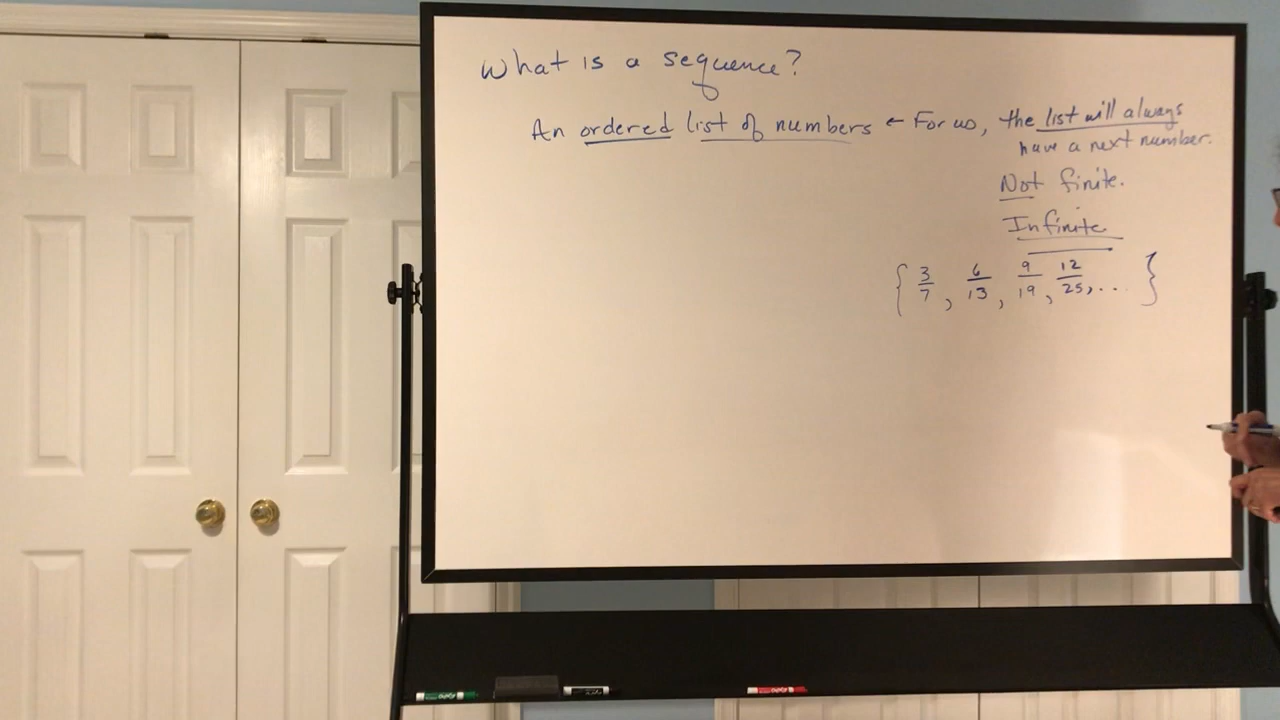 What is a sequence?
An ordered list of numbers ← For us, the list will always
have a next number.
Not finite.
Infinite
{ 3/7, 6/13, 9/19, 12/25, ... }